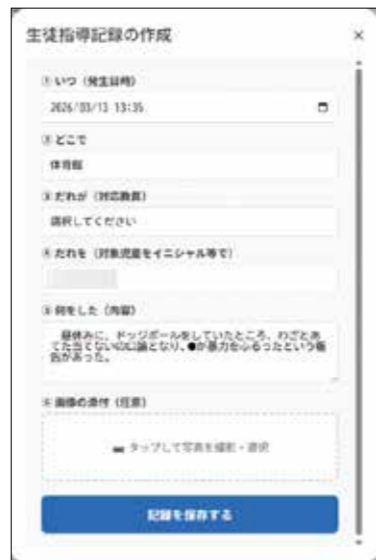 生徒指導記録の作成 ×
① いつ（発生日時）
2026/03/13 13:35
② どこで
体育館
③ だれが（対応教員）
選択してください
④ だれを（対象児童をイニシャル等で）
⑤ 何をした（内容）
昼休みに、ドッジボールをしていたところ、わざとあ
てた当てないの口論となり、●が暴力をふるったという報
告があった。
⑥ 画像の添付（任意）
タップして写真を撮影・選択
記録を保存する